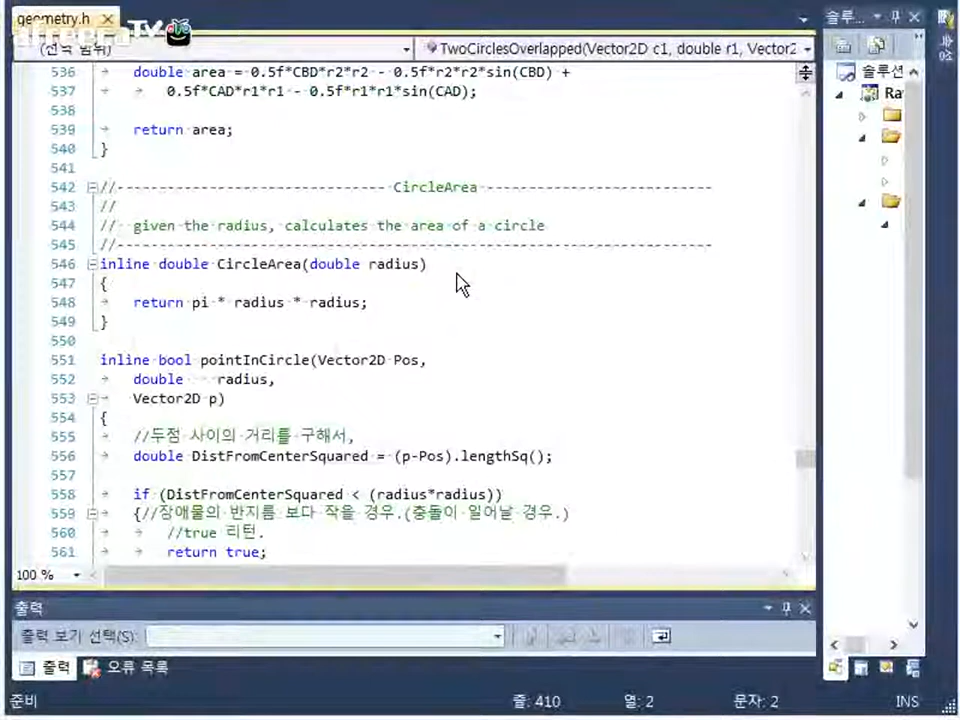 geometry.h
afreecaTV
(전역 범위)
TwoCirclesOverlapped(Vector2D c1, double r1, Vector2
솔루...
솔루션
Ra
속성
536 double area = 0.5f*CBD*r2*r2 - 0.5f*r2*r2*sin(CBD) +
537 0.5f*CAD*r1*r1 - 0.5f*r1*r1*sin(CAD);
538
539 return area;
540 }
541
542 //-------------------------------- CircleArea ---------------------------
543 //
544 // given the radius, calculates the area of a circle
545 //-----------------------------------------------------------------------
546 inline double CircleArea(double radius)
547 {
548 return pi * radius * radius;
549 }
550
551 inline bool pointInCircle(Vector2D Pos,
552 double radius,
553 Vector2D p)
554 {
555 //두점 사이의 거리를 구해서,
556 double DistFromCenterSquared = (p-Pos).lengthSq();
557
558 if (DistFromCenterSquared < (radius*radius))
559 {//장애물의 반지름 보다 작을 경우.(충돌이 일어날 경우.)
560 //true 리턴.
561 return true;
100 %
출력
출력 보기 선택(S):
출력
오류 목록
준비
줄: 410
열: 2
문자: 2
INS